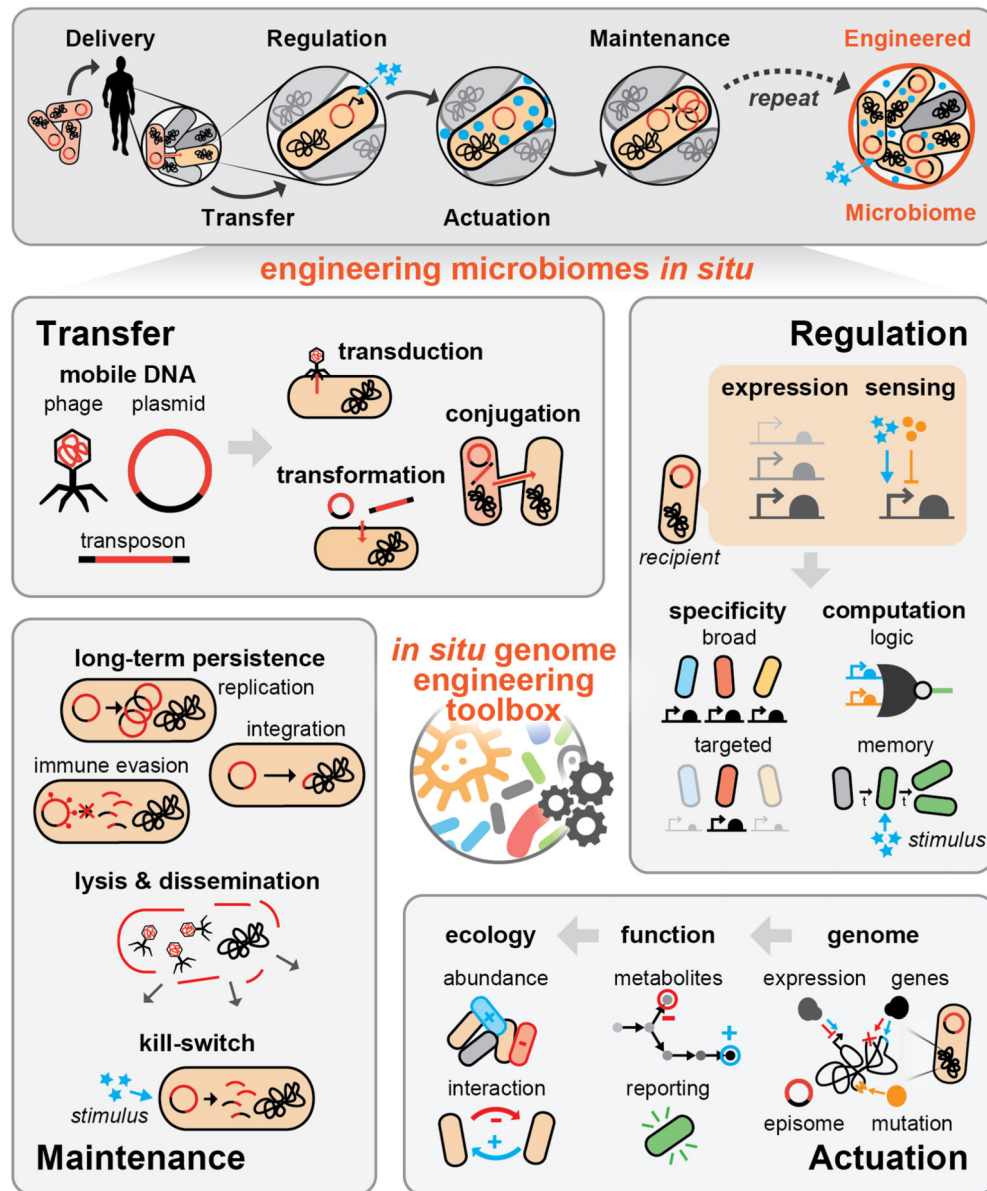 Delivery
Regulation
Maintenance
Engineered
repeat
Transfer
Actuation
Microbiome
engineering microbiomes in situ
Transfer
mobile DNA
phage
plasmid
transposon
transduction
conjugation
transformation
Regulation
expression
sensing
recipient
specificity
computation
broad
logic
targeted
memory
t
t
stimulus
long-term persistence
replication
integration
immune evasion
lysis & dissemination
kill-switch
stimulus
Maintenance
in situ genome
engineering
toolbox
ecology
function
genome
abundance
metabolites
expression
genes
+
-
-
+
interaction
reporting
-
+
episome
mutation
Actuation